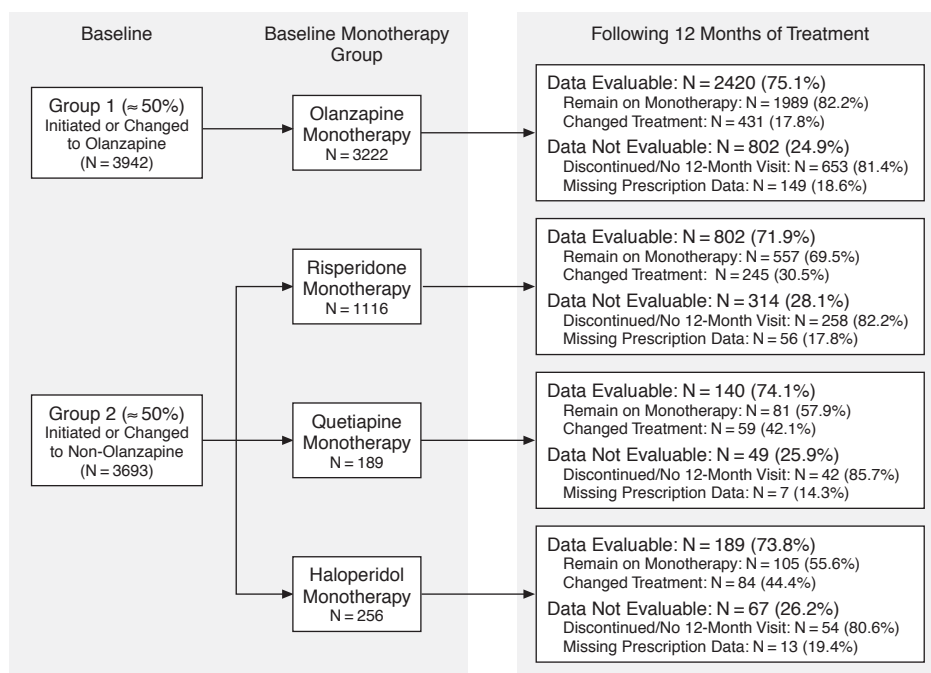 Baseline
Baseline Monotherapy
Group
Following 12 Months of Treatment
Group 1 (≈ 50%)
Initiated or Changed
to Olanzapine
(N = 3942)
Olanzapine
Monotherapy
N = 3222
Data Evaluable: N = 2420 (75.1%)
Remain on Monotherapy: N = 1989 (82.2%)
Changed Treatment: N = 431 (17.8%)
Data Not Evaluable: N = 802 (24.9%)
Discontinued/No 12-Month Visit: N = 653 (81.4%)
Missing Prescription Data: N = 149 (18.6%)
Group 2 (≈ 50%)
Initiated or Changed
to Non-Olanzapine
(N = 3693)
Risperidone
Monotherapy
N = 1116
Data Evaluable: N = 802 (71.9%)
Remain on Monotherapy: N = 557 (69.5%)
Changed Treatment: N = 245 (30.5%)
Data Not Evaluable: N = 314 (28.1%)
Discontinued/No 12-Month Visit: N = 258 (82.2%)
Missing Prescription Data: N = 56 (17.8%)
Quetiapine
Monotherapy
N = 189
Data Evaluable: N = 140 (74.1%)
Remain on Monotherapy: N = 81 (57.9%)
Changed Treatment: N = 59 (42.1%)
Data Not Evaluable: N = 49 (25.9%)
Discontinued/No 12-Month Visit: N = 42 (85.7%)
Missing Prescription Data: N = 7 (14.3%)
Haloperidol
Monotherapy
N = 256
Data Evaluable: N = 189 (73.8%)
Remain on Monotherapy: N = 105 (55.6%)
Changed Treatment: N = 84 (44.4%)
Data Not Evaluable: N = 67 (26.2%)
Discontinued/No 12-Month Visit: N = 54 (80.6%)
Missing Prescription Data: N = 13 (19.4%)